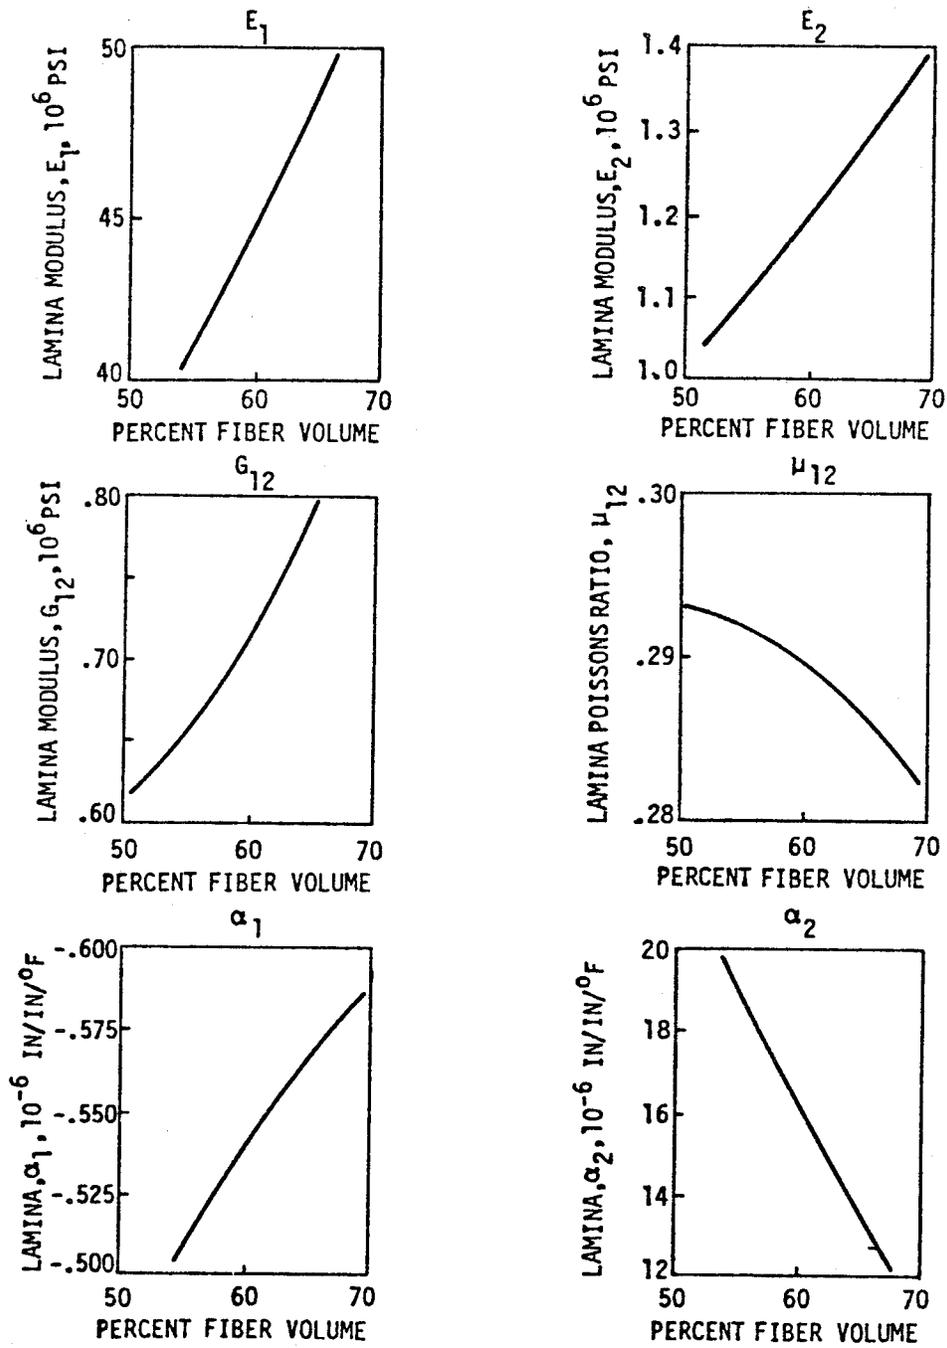 E1
LAMINA MODULUS, E1, 10^6 PSI
50
45
40
50 60 70
PERCENT FIBER VOLUME
E2
LAMINA MODULUS, E2, 10^6 PSI
1.4
1.3
1.2
1.1
1.0
50 60 70
PERCENT FIBER VOLUME
G12
LAMINA MODULUS, G12, 10^6 PSI
.80
.70
.60
50 60 70
PERCENT FIBER VOLUME
μ12
LAMINA POISSONS RATIO, μ12
.30
.29
.28
50 60 70
PERCENT FIBER VOLUME
α1
LAMINA, α1, 10^-6 IN/IN/°F
-.600
-.575
-.550
-.525
-.500
50 60 70
PERCENT FIBER VOLUME
α2
LAMINA, α2, 10^-6 IN/IN/°F
20
18
16
14
12
50 60 70
PERCENT FIBER VOLUME